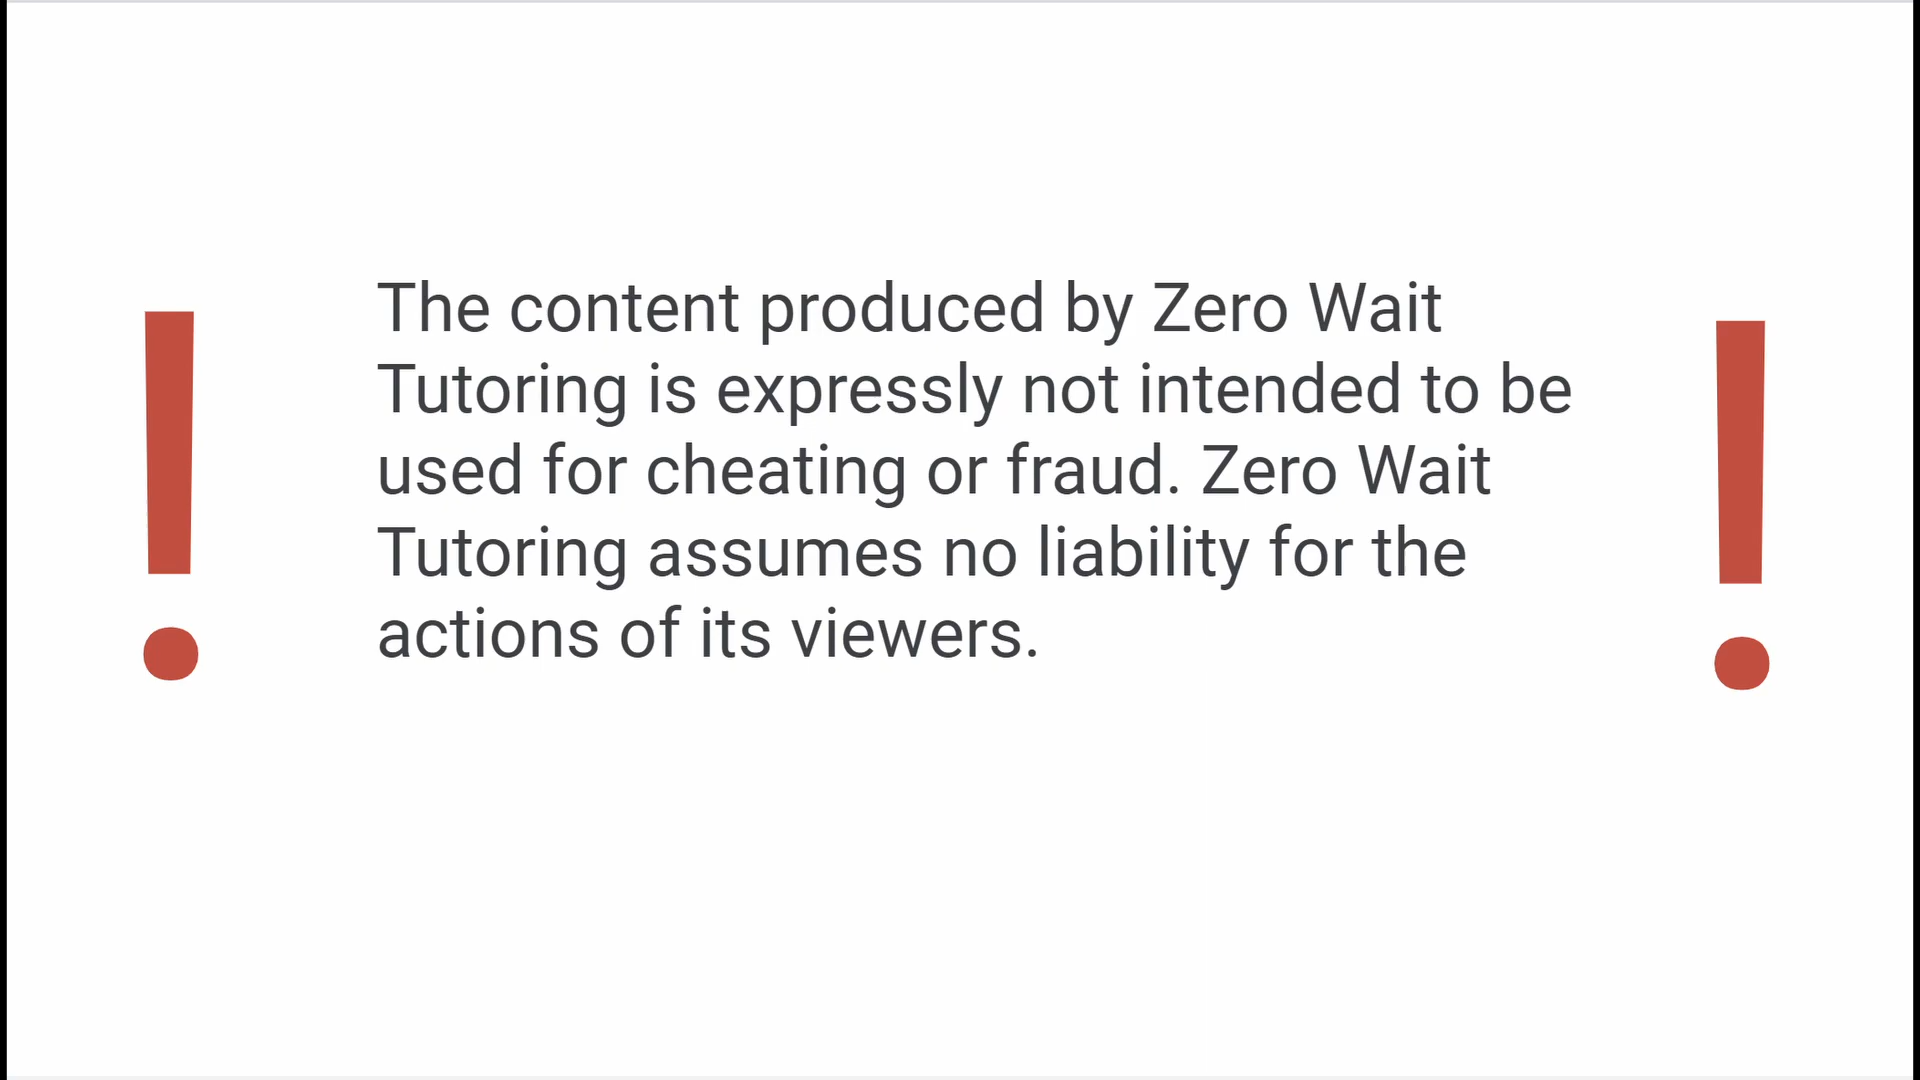 The content produced by Zero Wait
Tutoring is expressly not intended to be
used for cheating or fraud. Zero Wait
Tutoring assumes no liability for the
actions of its viewers.
!
!